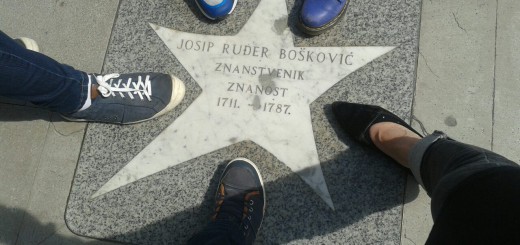 JOSIP RUĐER BOŠKOVIĆ
ZNANSTVENIK
ZNANOST
1711. - 1787.